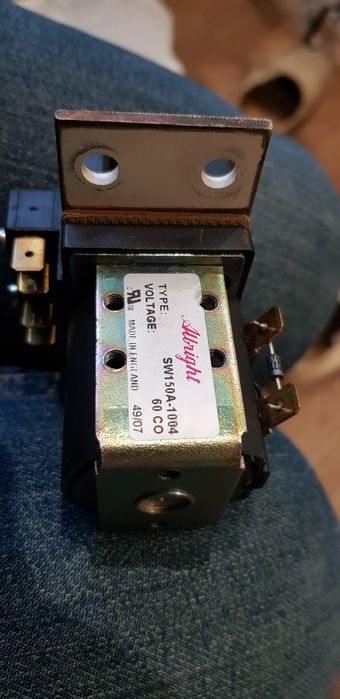 Albright
TYPE: SW150A-1004
VOLTAGE: 60 CO
MADE IN ENGLAND 49/07